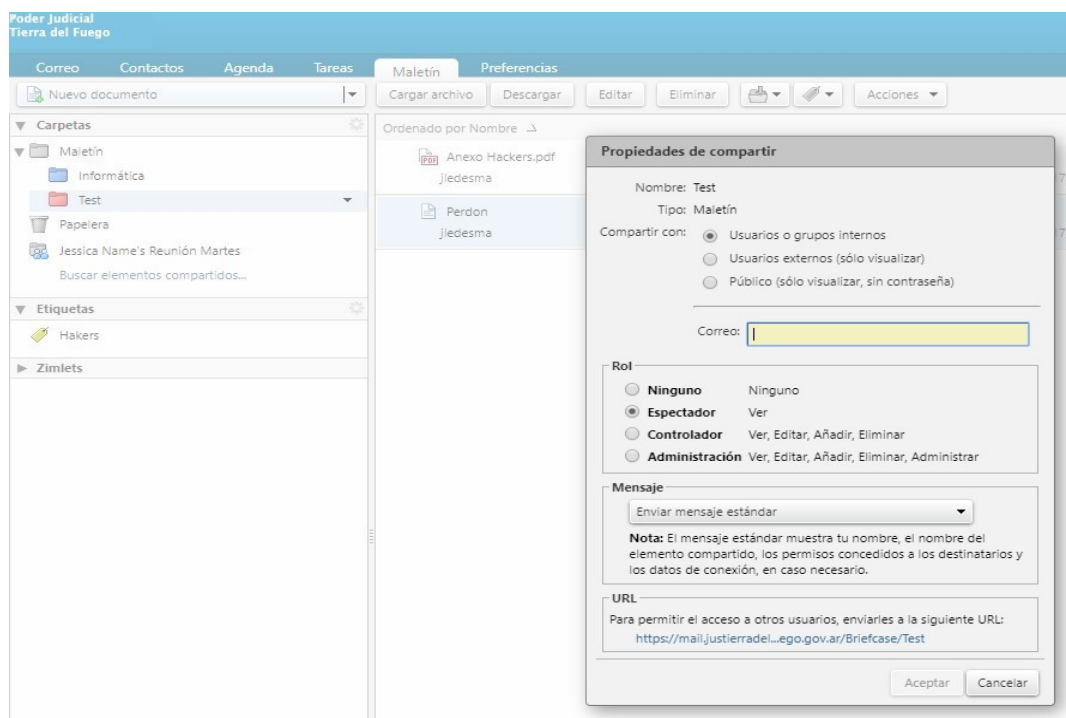 Poder Judicial
Tierra del Fuego
Correo Contactos Agenda Tareas Maletín Preferencias
Nuevo documento Cargar archivo Descargar Editar Eliminar Acciones
Carpetas
Maletín
Informática
Test
Papelera
Jessica Name's Reunión Martes
Buscar elementos compartidos...
Etiquetas
Hakers
Zimlets
Ordenado por Nombre
PDF Anexo Hackers.pdf
jledesma
Perdon
jledesma
Propiedades de compartir
Nombre: Test
Tipo: Maletín
Compartir con: Usuarios o grupos internos
Usuarios externos (sólo visualizar)
Público (sólo visualizar, sin contraseña)
Correo:
Rol
Ninguno Ninguno
Espectador Ver
Controlador Ver, Editar, Añadir, Eliminar
Administración Ver, Editar, Añadir, Eliminar, Administrar
Mensaje
Enviar mensaje estándar
Nota: El mensaje estándar muestra tu nombre, el nombre del
elemento compartido, los permisos concedidos a los destinatarios y
los datos de conexión, en caso necesario.
URL
Para permitir el acceso a otros usuarios, enviarles a la siguiente URL:
https://mail.justierradel...ego.gov.ar/Briefcase/Test
Aceptar Cancelar